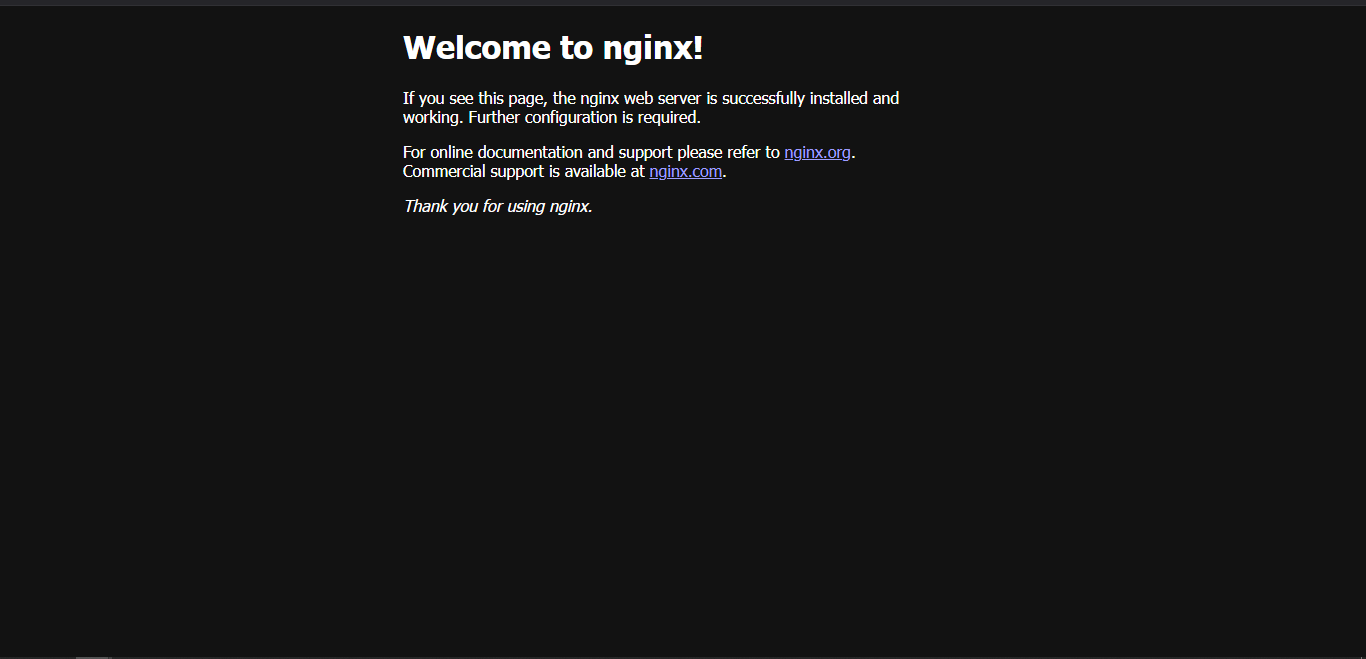 Welcome to nginx!
If you see this page, the nginx web server is successfully installed and
working. Further configuration is required.
For online documentation and support please refer to nginx.org.
Commercial support is available at nginx.com.
Thank you for using nginx.